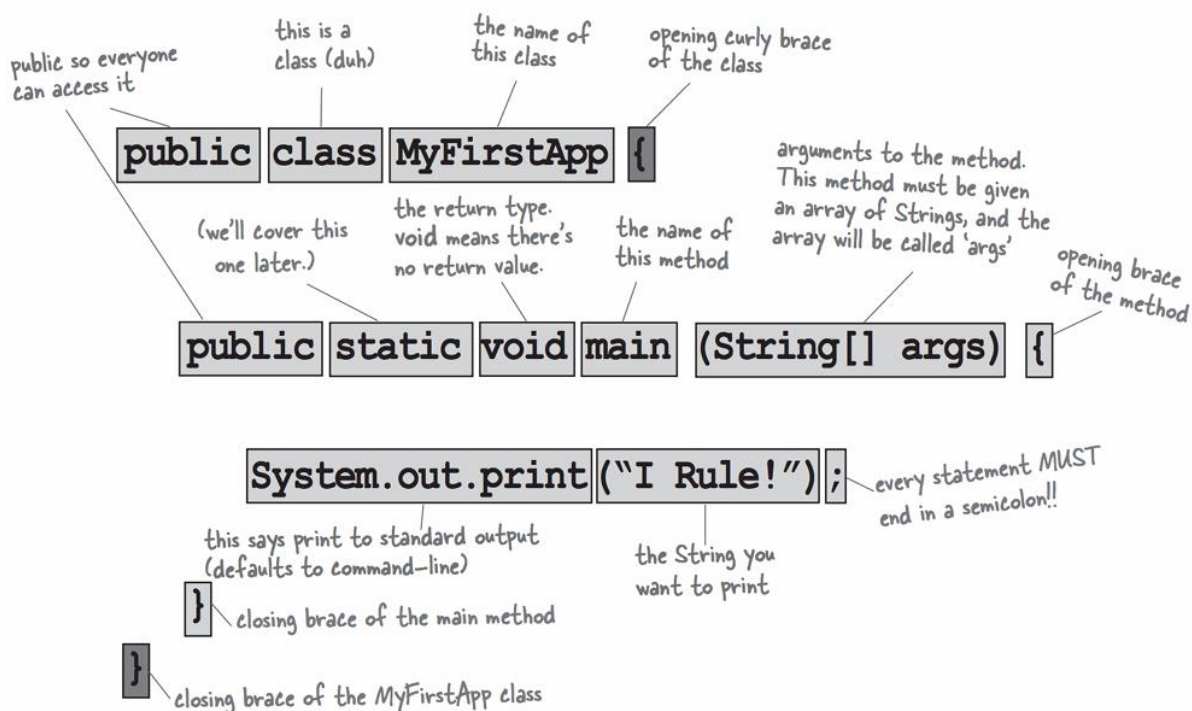 public so everyone
can access it
this is a
class (duh)
the name of
this class
opening curly brace
of the class
public class MyFirstApp {
(we'll cover this
one later.)
the return type.
void means there's
no return value.
the name of
this method
arguments to the method.
This method must be given
an array of Strings, and the
array will be called 'args'
opening brace
of the method
public static void main (String[] args) {
System.out.print(“I Rule!”);
every statement MUST
end in a semicolon!!
this says print to standard output
(defaults to command-line)
the String you
want to print
}
closing brace of the main method
}
closing brace of the MyFirstApp class